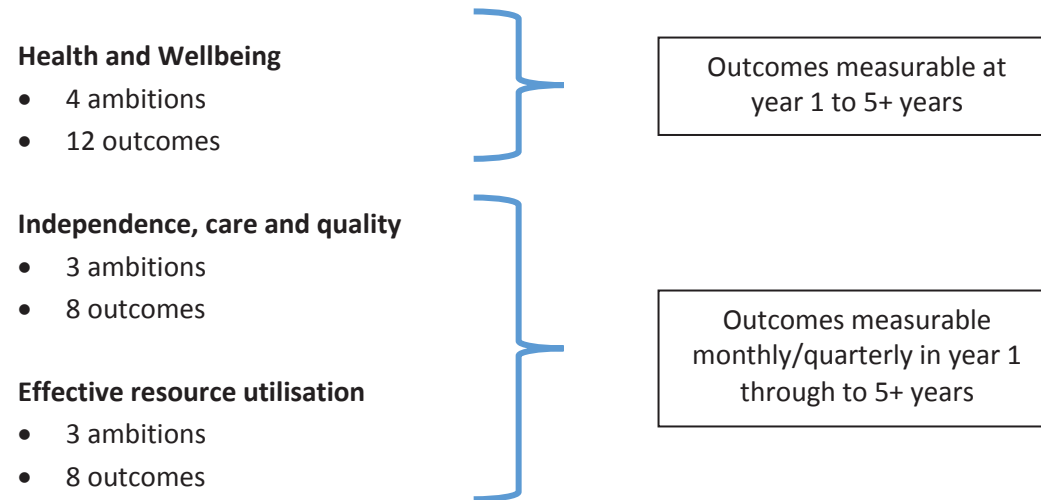 Health and Wellbeing
• 4 ambitions
• 12 outcomes
Outcomes measurable at
year 1 to 5+ years
Independence, care and quality
• 3 ambitions
• 8 outcomes
Effective resource utilisation
• 3 ambitions
• 8 outcomes
Outcomes measurable
monthly/quarterly in year 1
through to 5+ years